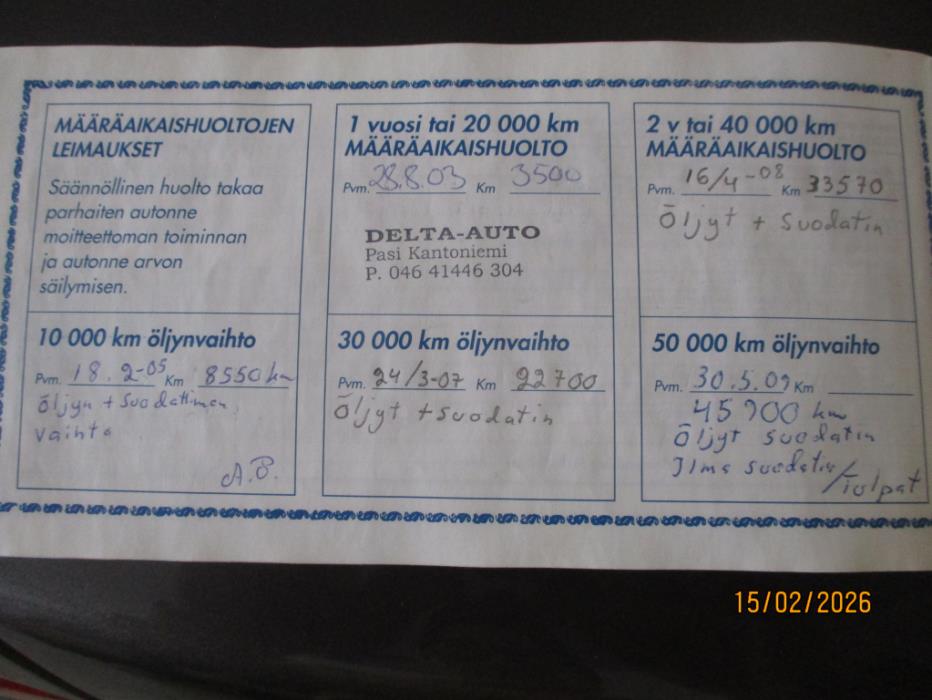 MÄÄRÄAIKAISHUOLTOJEN
LEIMAUKSET
Säännöllinen huolto takaa
parhaiten autonne
moitteettoman toiminnan
ja autonne arvon
säilymisen.
1 vuosi tai 20 000 km
MÄÄRÄAIKAISHUOLTO
Pvm. 28.8.03 Km 3500
DELTA-AUTO
Pasi Kantoniemi
P. 046 41446 304
2 v tai 40 000 km
MÄÄRÄAIKAISHUOLTO
Pvm. 16/4-08 Km 33570
Öljyt + Suodatin
10 000 km öljynvaihto
Pvm. 18.2-05 Km 8550 km
öljyn + Suodattimen
vaihto
A.Ö.
30 000 km öljynvaihto
Pvm. 24/3-07 Km 22700
Öljyt + suodatin
50 000 km öljynvaihto
Pvm. 30.5.09 Km
45900 km
Öljyt suodatin
Ilma suodatin
/tulpat
15/02/2026